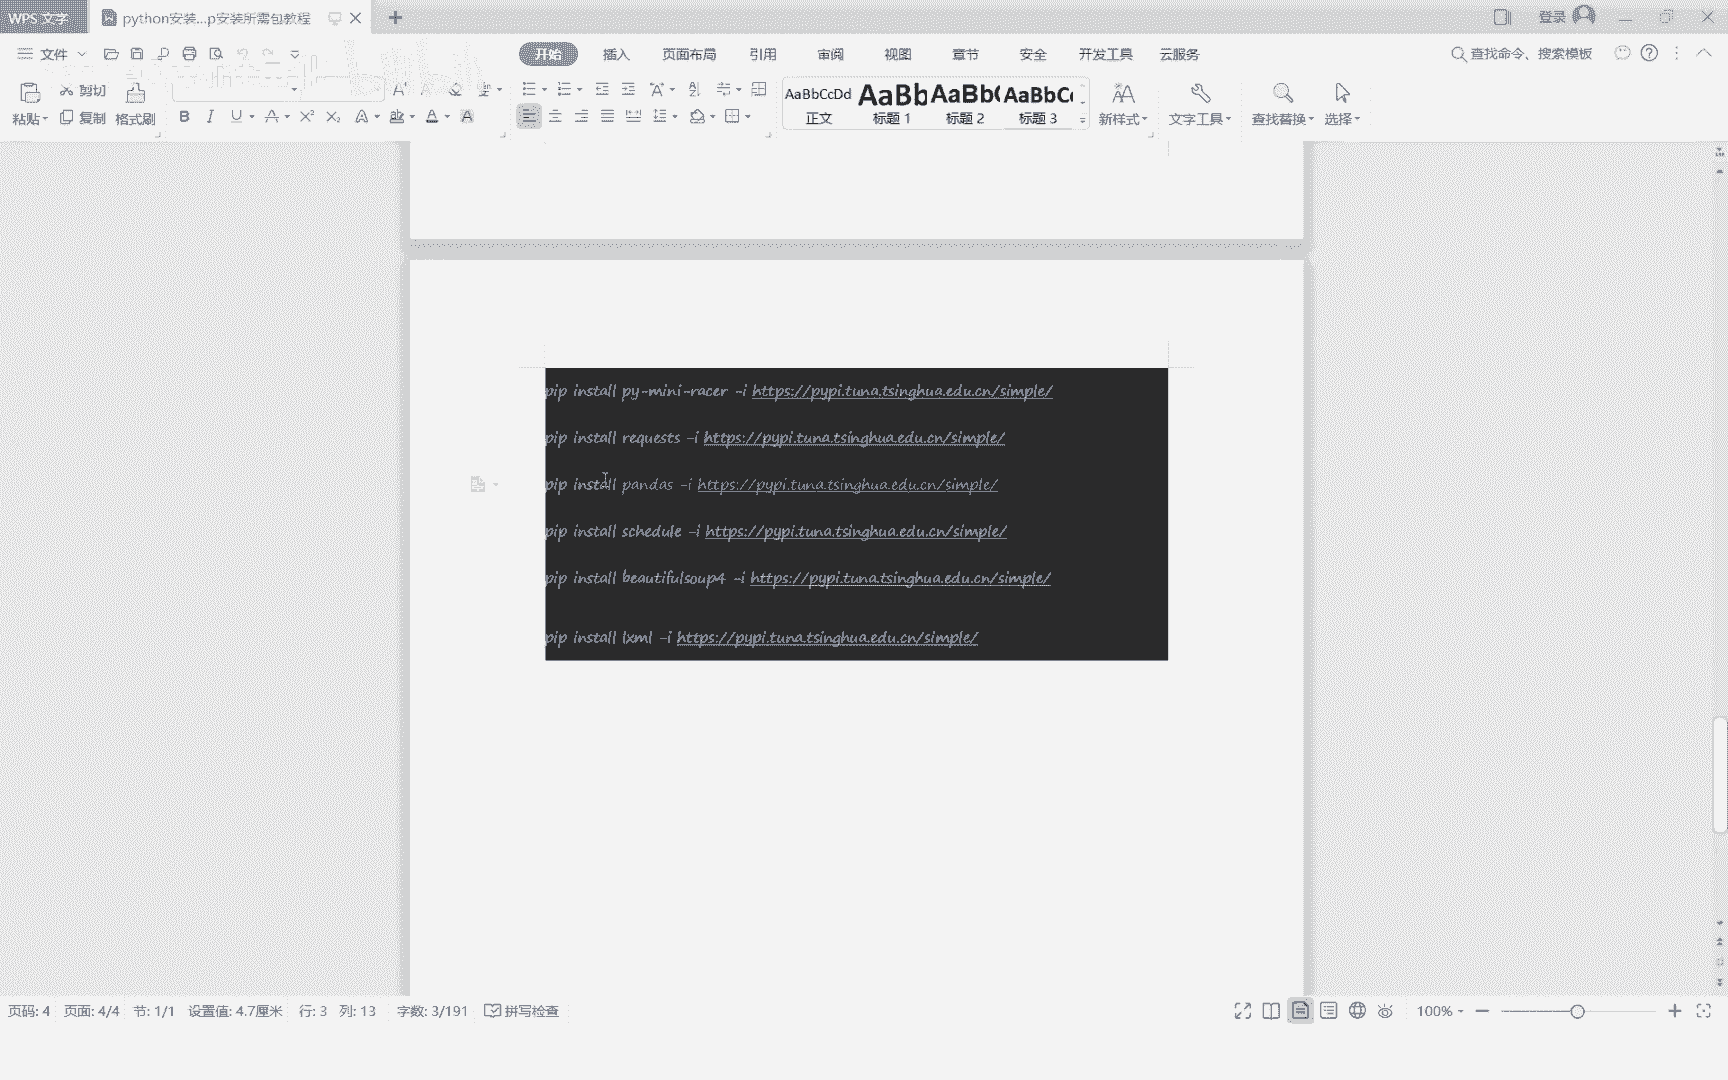 WPS 文字 python安装...p安装所需包教程 登录
文件 开始 插入 页面布局 引用 审阅 视图 章节 安全 开发工具 云服务 查找命令、搜索模板
粘贴 剪切 复制 格式刷
AaBbCcDd AaBb AaBb( AaBbC
正文 标题 1 标题 2 标题 3 新样式 文字工具 查找替换 选择
pip install py-mini-racer -i https://pypi.tuna.tsinghua.edu.cn/simple/
pip install requests -i https://pypi.tuna.tsinghua.edu.cn/simple/
pip install pandas -i https://pypi.tuna.tsinghua.edu.cn/simple/
pip install schedule -i https://pypi.tuna.tsinghua.edu.cn/simple/
pip install beautifulsoup4 -i https://pypi.tuna.tsinghua.edu.cn/simple/
pip install lxml -i https://pypi.tuna.tsinghua.edu.cn/simple/
页码: 4 页面: 4/4 节: 1/1 设置值: 4.7厘米 行: 3 列: 13 字数: 3/191 拼写检查 100%